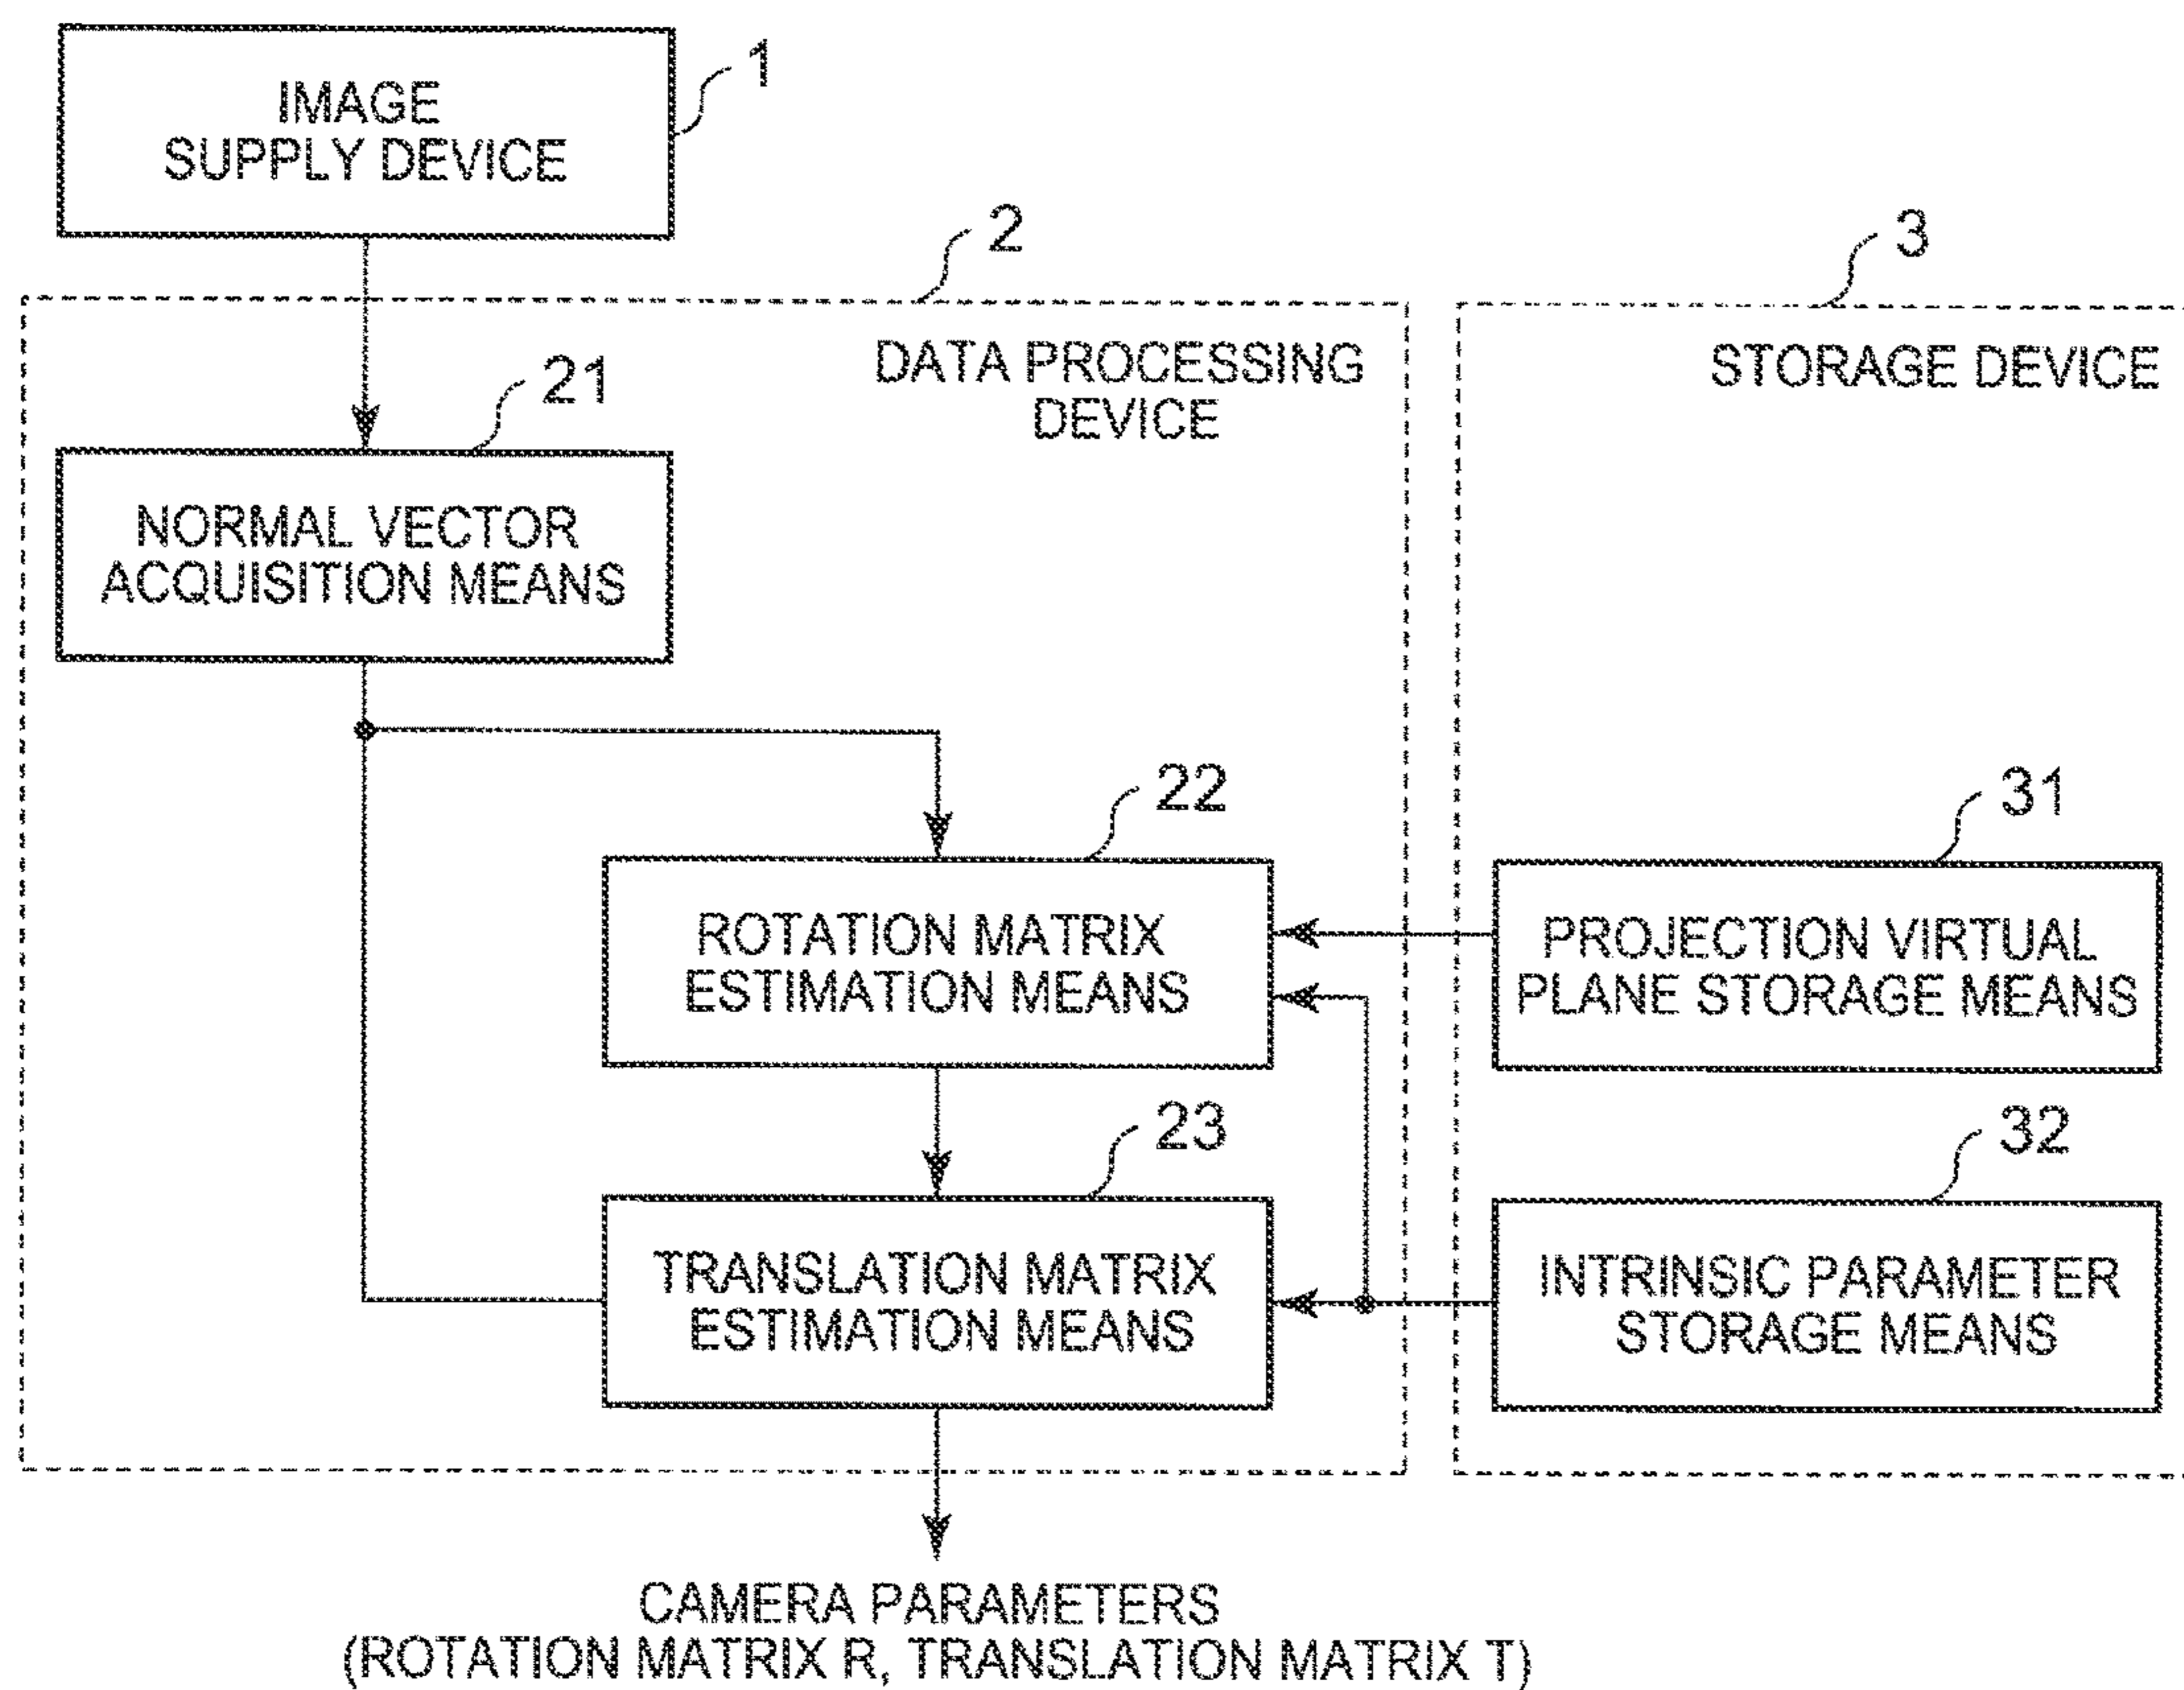 IMAGE
SUPPLY DEVICE
1
2
3
DATA PROCESSING
DEVICE
STORAGE DEVICE
21
NORMAL VECTOR
ACQUISITION MEANS
22
ROTATION MATRIX
ESTIMATION MEANS
31
PROJECTION VIRTUAL
PLANE STORAGE MEANS
23
TRANSLATION MATRIX
ESTIMATION MEANS
32
INTRINSIC PARAMETER
STORAGE MEANS
CAMERA PARAMETERS
(ROTATION MATRIX R, TRANSLATION MATRIX T)